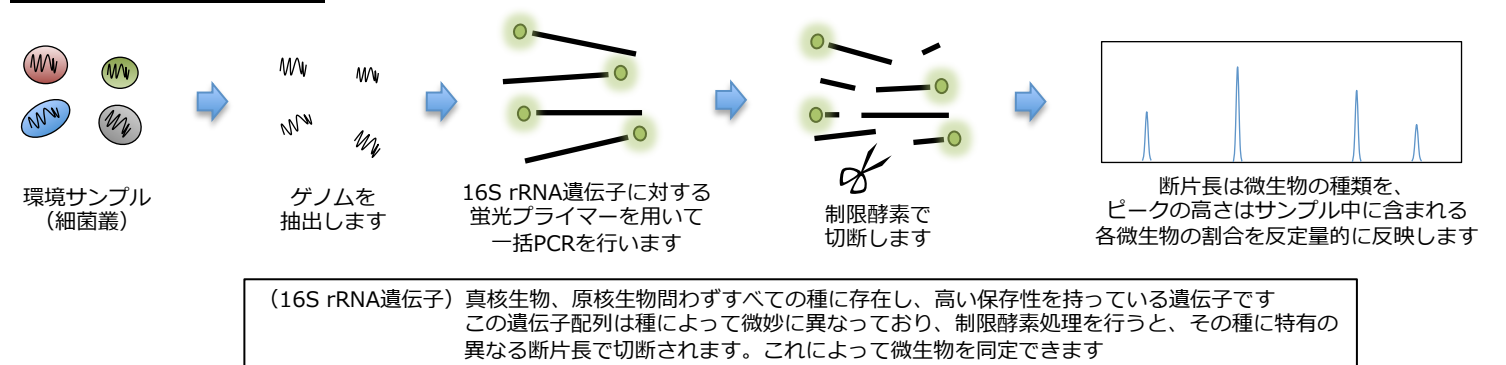 環境サンプル
（細菌叢）
ゲノムを
抽出します
16S rRNA遺伝子に対する
蛍光プライマーを用いて
一括PCRを行います
制限酵素で
切断します
断片長は微生物の種類を、
ピークの高さはサンプル中に含まれる
各微生物の割合を反定量的に反映します
（16S rRNA遺伝子）真核生物、原核生物問わずすべての種に存在し、高い保存性を持っている遺伝子です
この遺伝子配列は種によって微妙に異なっており、制限酵素処理を行うと、その種に特有の
異なる断片長で切断されます。これによって微生物を同定できます